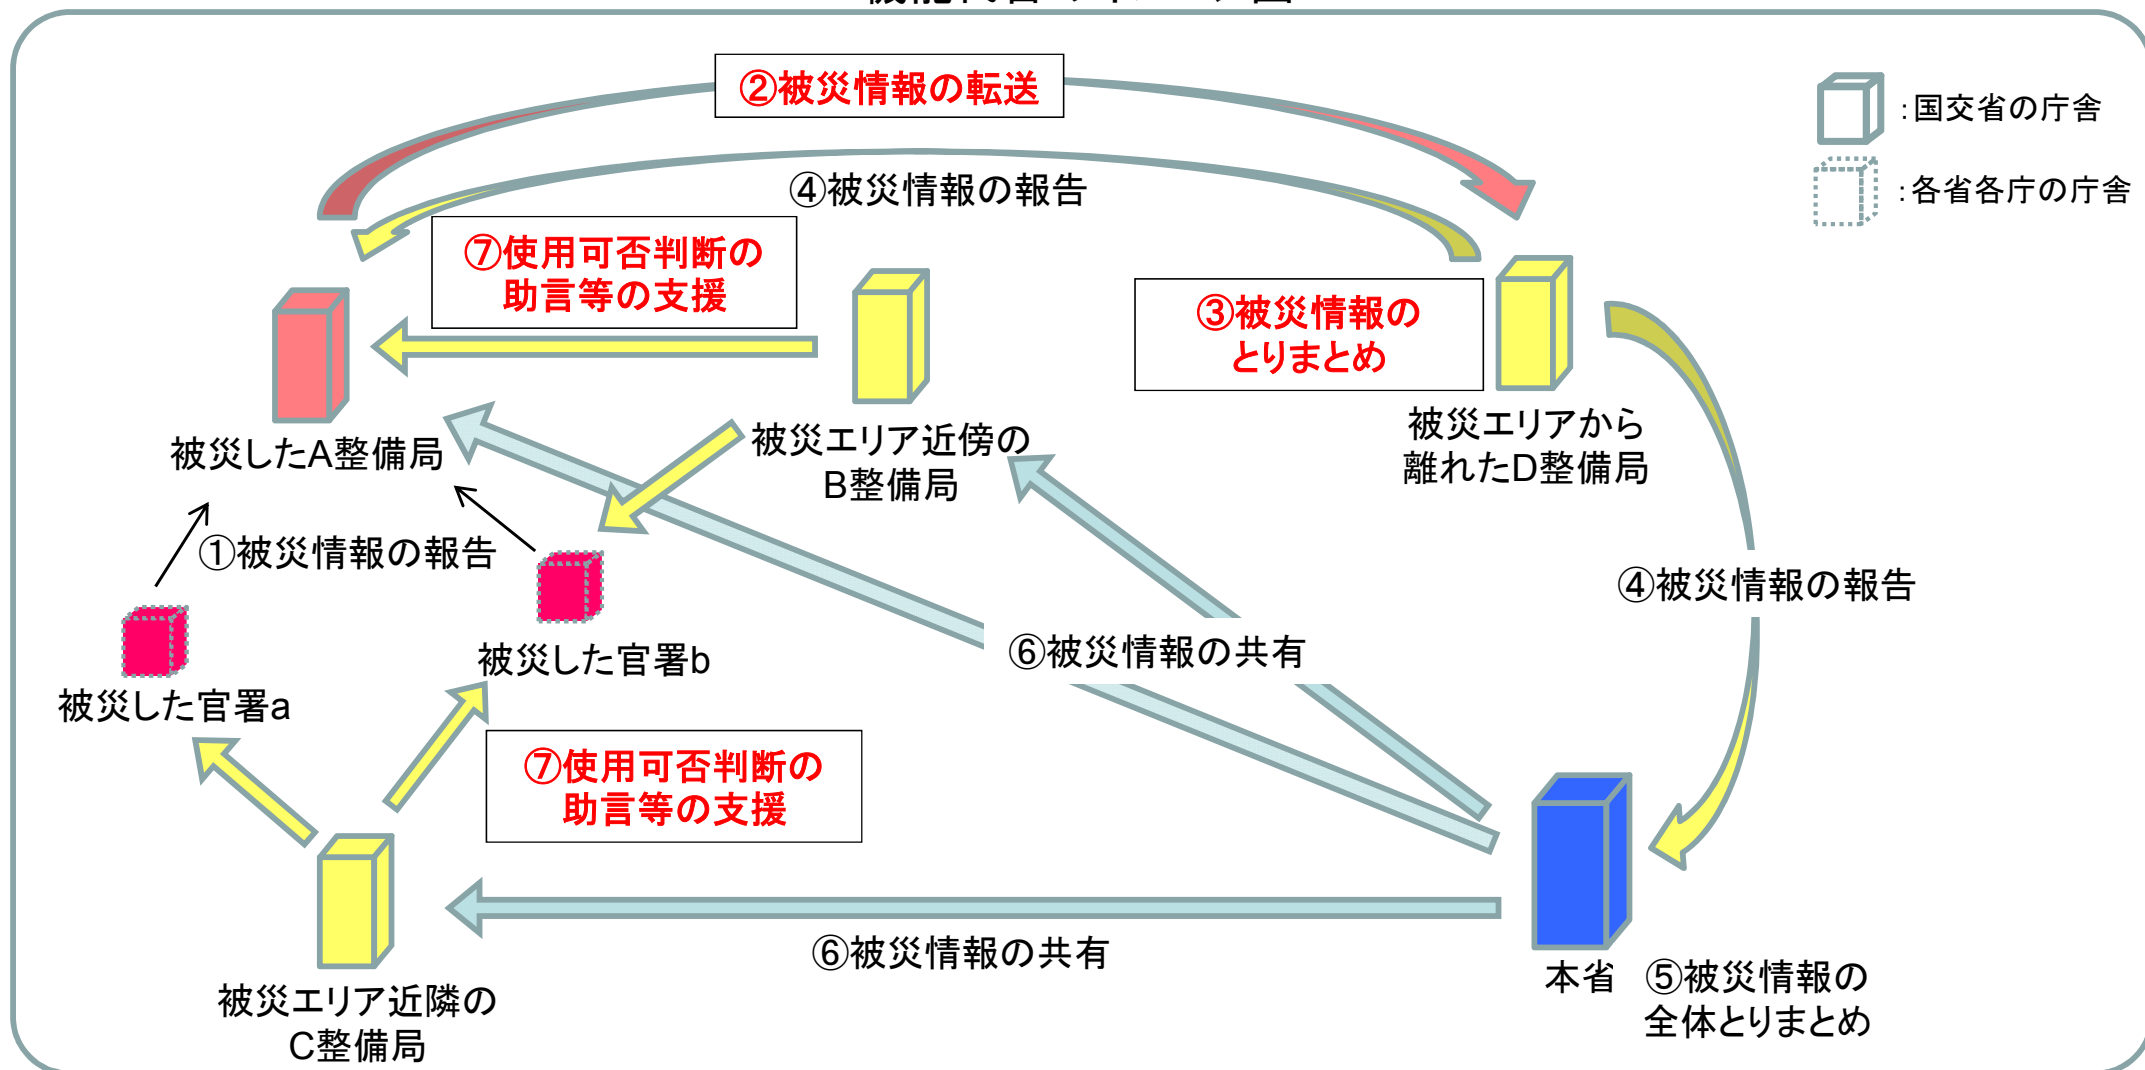 ②被災情報の転送
:国交省の庁舎
④被災情報の報告
:各省各庁の庁舎
⑦使用可否判断の
助言等の支援
③被災情報の
とりまとめ
被災したA整備局
被災エリア近傍の
B整備局
被災エリアから
離れたD整備局
①被災情報の報告
④被災情報の報告
被災した官署b
⑥被災情報の共有
被災した官署a
⑦使用可否判断の
助言等の支援
⑥被災情報の共有
本省
⑤被災情報の
全体とりまとめ
被災エリア近隣の
C整備局